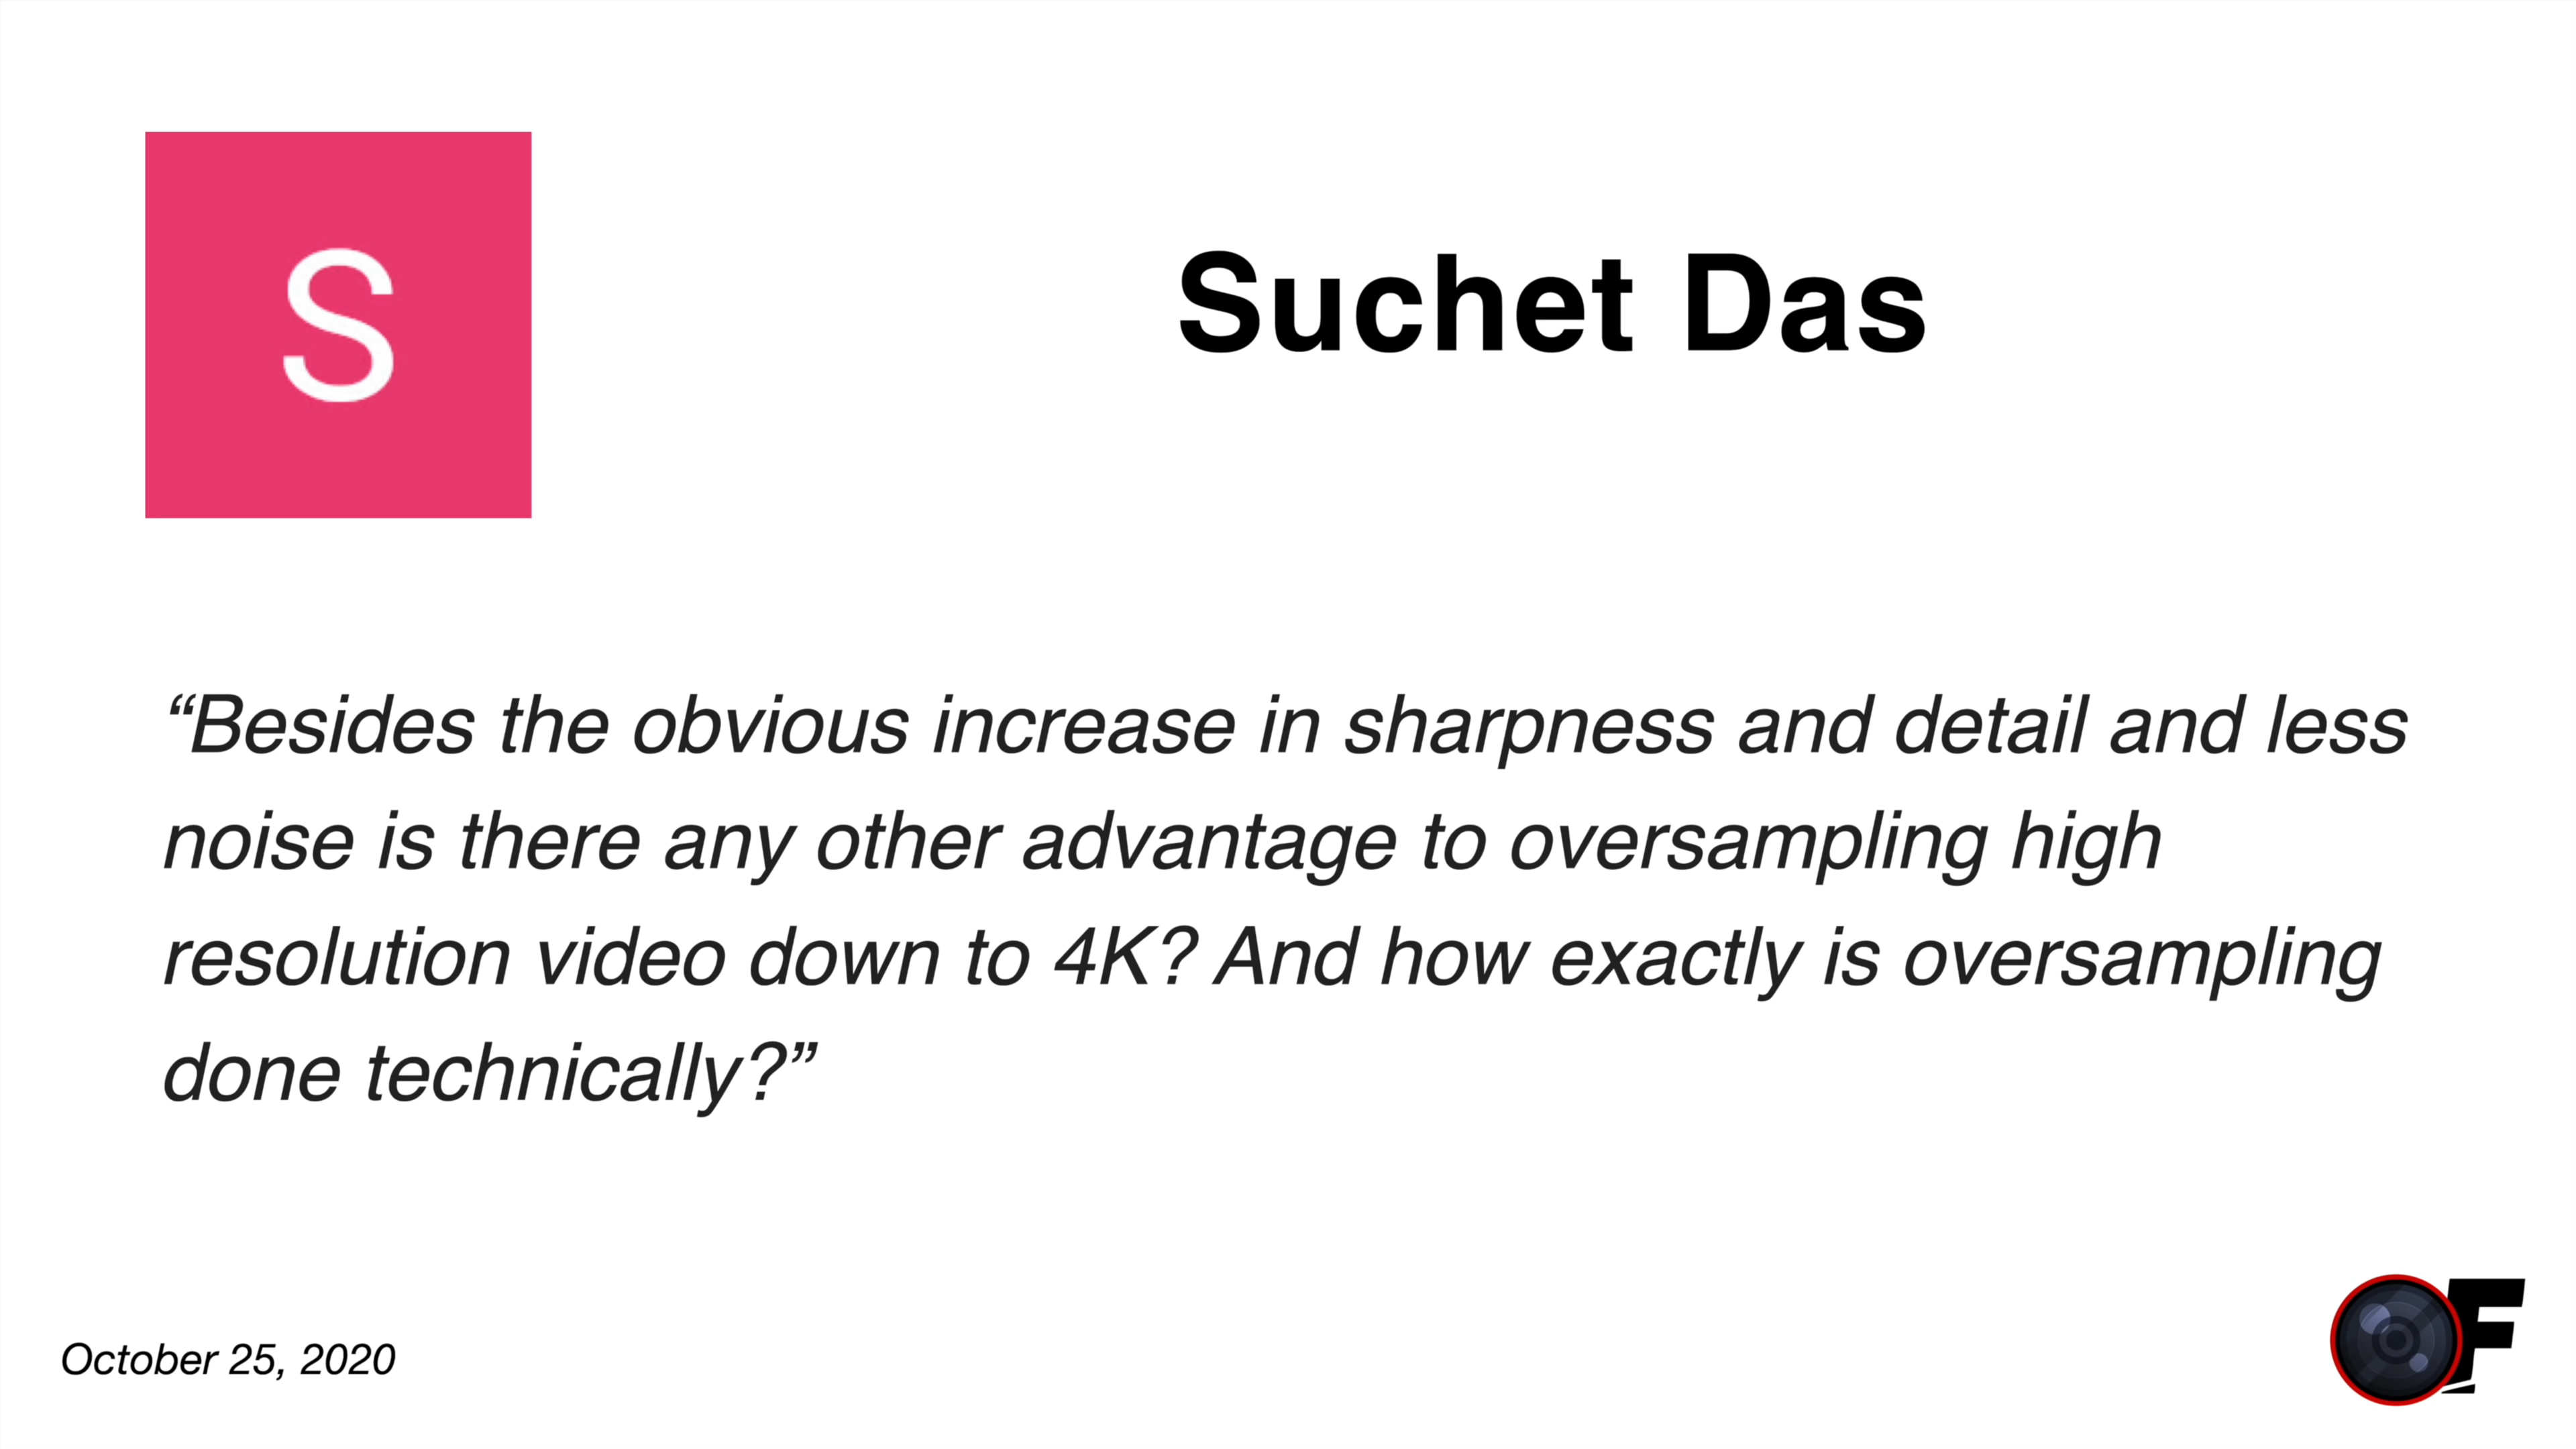 S
Suchet Das
“Besides the obvious increase in sharpness and detail and less
noise is there any other advantage to oversampling high
resolution video down to 4K? And how exactly is oversampling
done technically?”
October 25, 2020
F